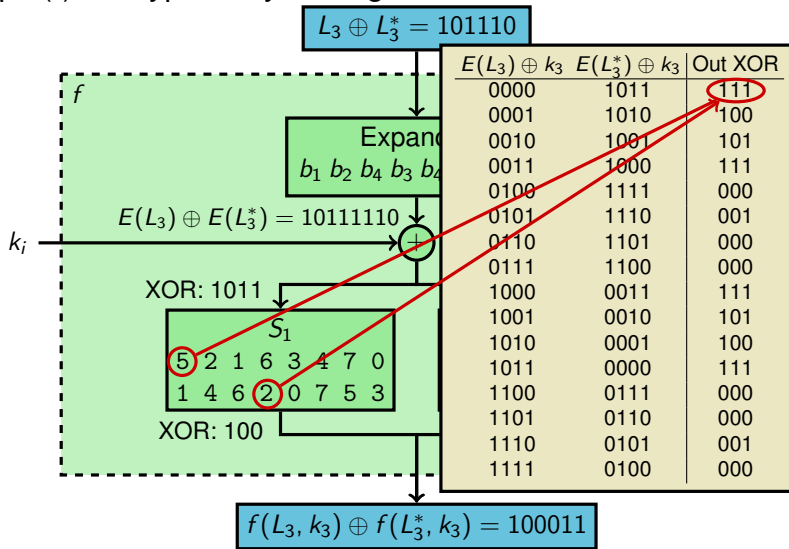 L₃ ⊕ L₃* = 101110
f
Expan
b₁ b₂ b₄ b₃ b₄
E(L₃) ⊕ E(L₃*) = 10111110
kᵢ
+
XOR: 1011
S₁
5 2 1 6 3 4 7 0
1 4 6 2 0 7 5 3
XOR: 100
f(L₃, k₃) ⊕ f(L₃*, k₃) = 100011
E(L₃) ⊕ k₃ E(L₃*) ⊕ k₃ Out XOR
0000 1011 111
0001 1010 100
0010 1001 101
0011 1000 111
0100 1111 000
0101 1110 001
0110 1101 000
0111 1100 000
1000 0011 111
1001 0010 101
1010 0001 100
1011 0000 111
1100 0111 000
1101 0110 000
1110 0101 001
1111 0100 000